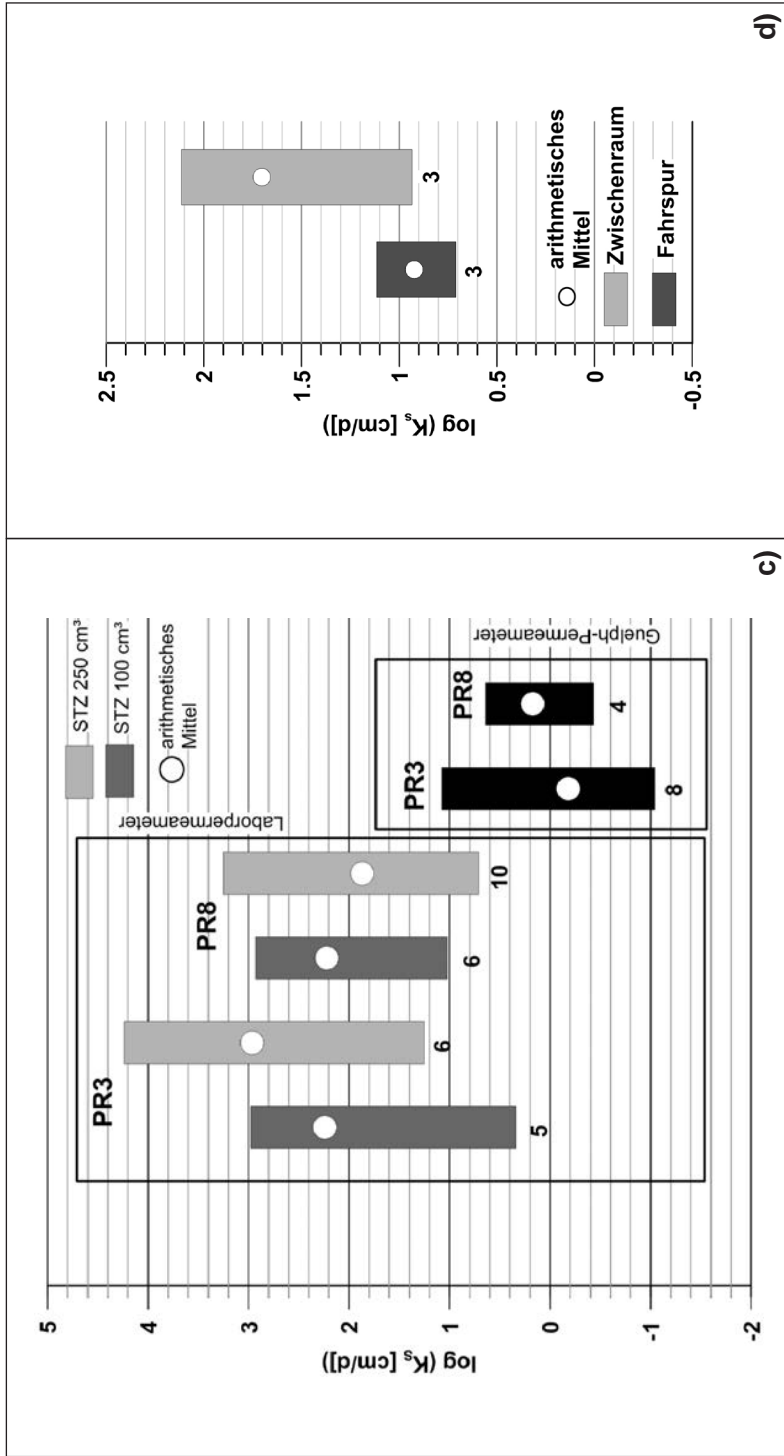 5
4
3
2
1
0
-1
-2
log (Kₛ [cm/d])
STZ 250 cm³
STZ 100 cm³
arithmetisches
Mittel
Laborpermeameter
PR3
PR8
5
6
6
10
Guelph-Permeameter
PR3
PR8
8
4
c)
2.5
2
1.5
1
0.5
0
-0.5
log (Kₛ [cm/d])
3
3
arithmetisches
Mittel
Zwischenraum
Fahrspur
d)